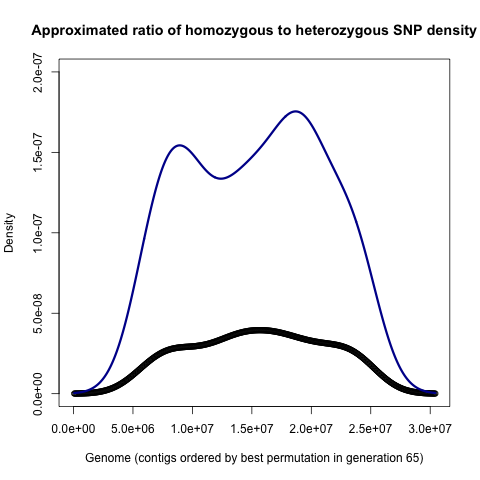 Approximated ratio of homozygous to heterozygous SNP density
Density
2.0e-07
1.5e-07
1.0e-07
5.0e-08
0.0e+00
0.0e+00 5.0e+06 1.0e+07 1.5e+07 2.0e+07 2.5e+07 3.0e+07
Genome (contigs ordered by best permutation in generation 65)